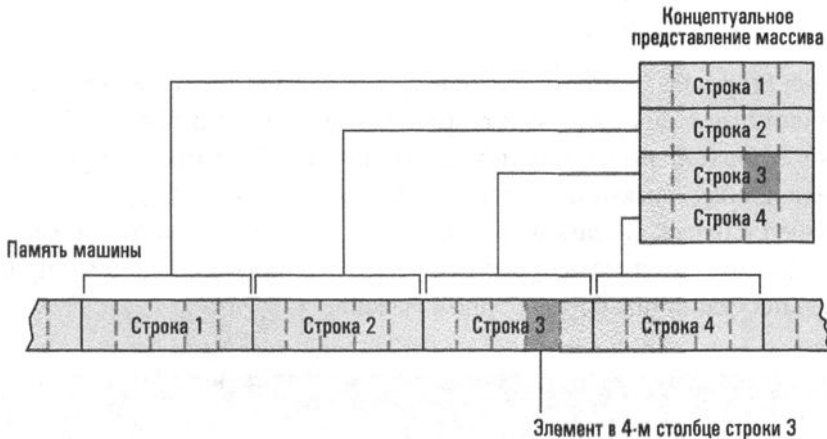 Концептуальное
представление массива
Строка 1
Строка 2
Строка 3
Строка 4
Память машины
Строка 1 Строка 2 Строка 3 Строка 4
Элемент в 4-м столбце строки 3